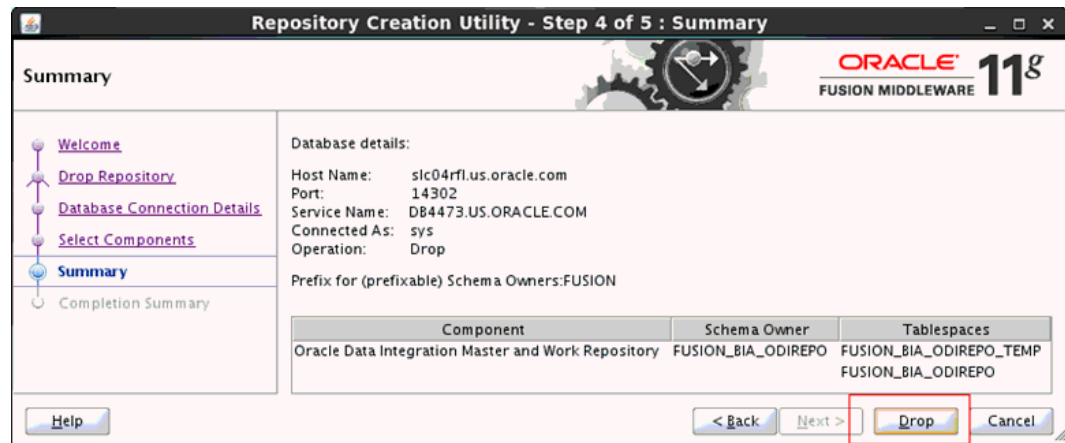 Repository Creation Utility - Step 4 of 5 : Summary
Summary
ORACLE
FUSION MIDDLEWARE
11g
Welcome
Drop Repository
Database Connection Details
Select Components
Summary
Completion Summary
Database details:
Host Name: slc04rfl.us.oracle.com
Port: 14302
Service Name: DB4473.US.ORACLE.COM
Connected As: sys
Operation: Drop
Prefix for (prefixable) Schema Owners:FUSION
Component Schema Owner Tablespaces
Oracle Data Integration Master and Work Repository FUSION_BIA_ODIREPO FUSION_BIA_ODIREPO_TEMP
FUSION_BIA_ODIREPO
Help < Back Next > Drop Cancel